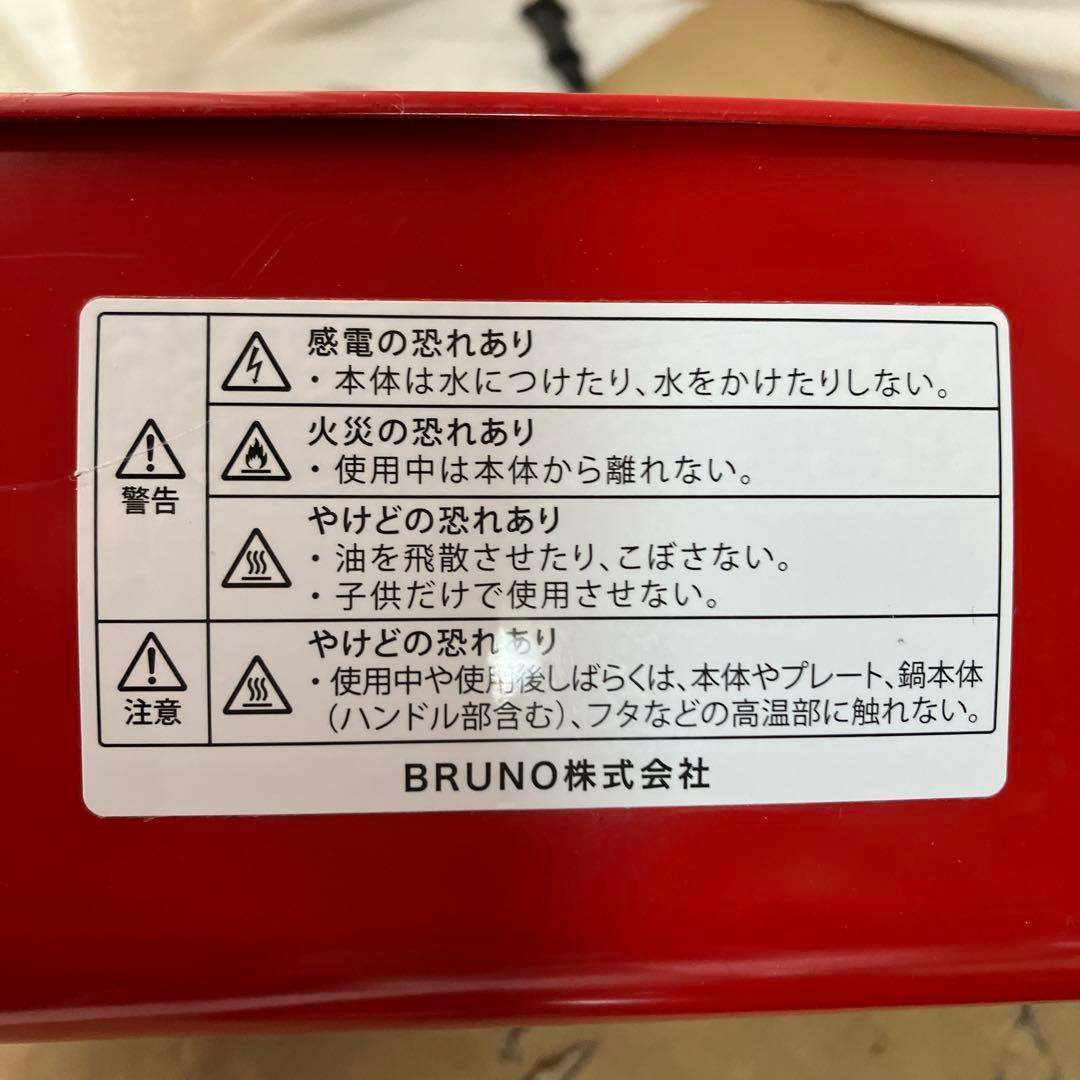 警告
感電の恐れあり
・本体は水につけたり、水をかけたりしない。
火災の恐れあり
・使用中は本体から離れない。
やけどの恐れあり
・油を飛散させたり、こぼさない。
・子供だけで使用させない。
注意
やけどの恐れあり
・使用中や使用後しばらくは、本体やプレート、鍋本体
（ハンドル部含む）、フタなどの高温部に触れない。
BRUNO株式会社